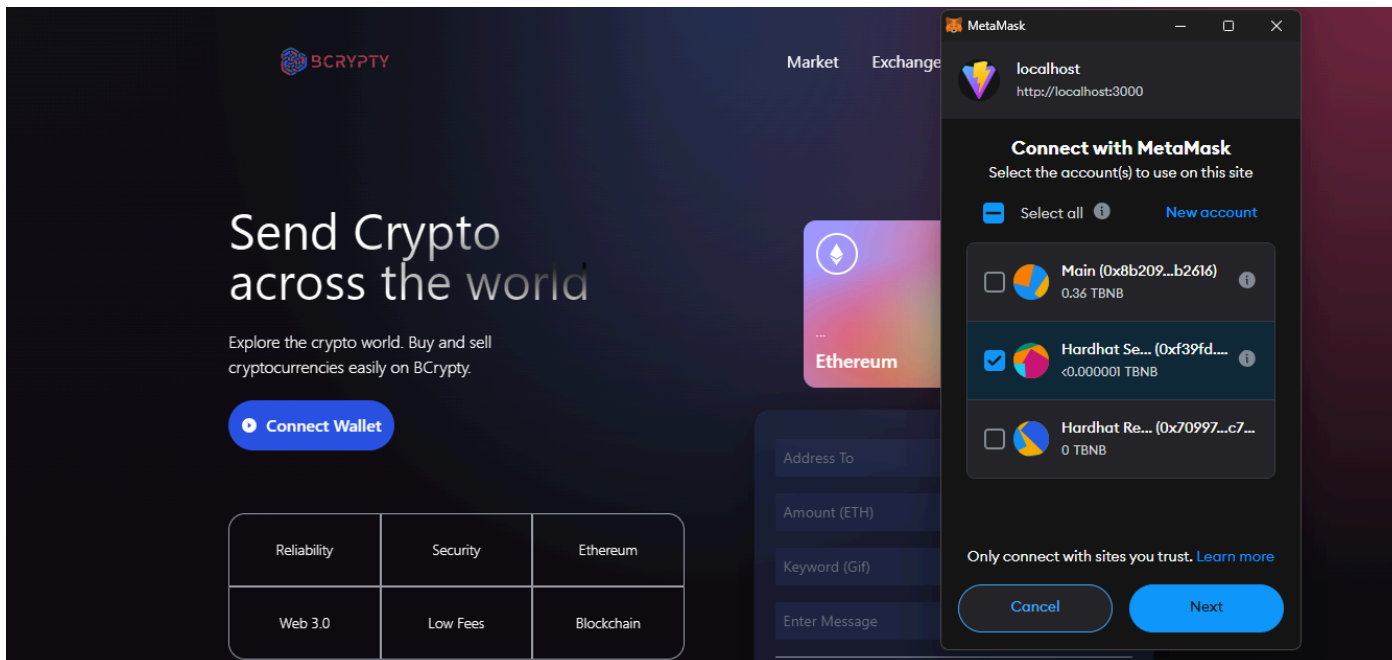 BCRYPTY
Market
Exchange
Send Crypto
across the world
Explore the crypto world. Buy and sell
cryptocurrencies easily on BCrypty.
Connect Wallet
Reliability
Security
Ethereum
Web 3.0
Low Fees
Blockchain
...
Ethereum
Address To
Amount (ETH)
Keyword (Gif)
Enter Message
MetaMask
localhost
http://localhost:3000
Connect with MetaMask
Select the account(s) to use on this site
Select all
New account
Main (0x8b209...b2616)
0.36 TBNB
Hardhat Se... (0xf39fd....
<0.000001 TBNB
Hardhat Re... (0x70997...c7...
0 TBNB
Only connect with sites you trust. Learn more
Cancel
Next